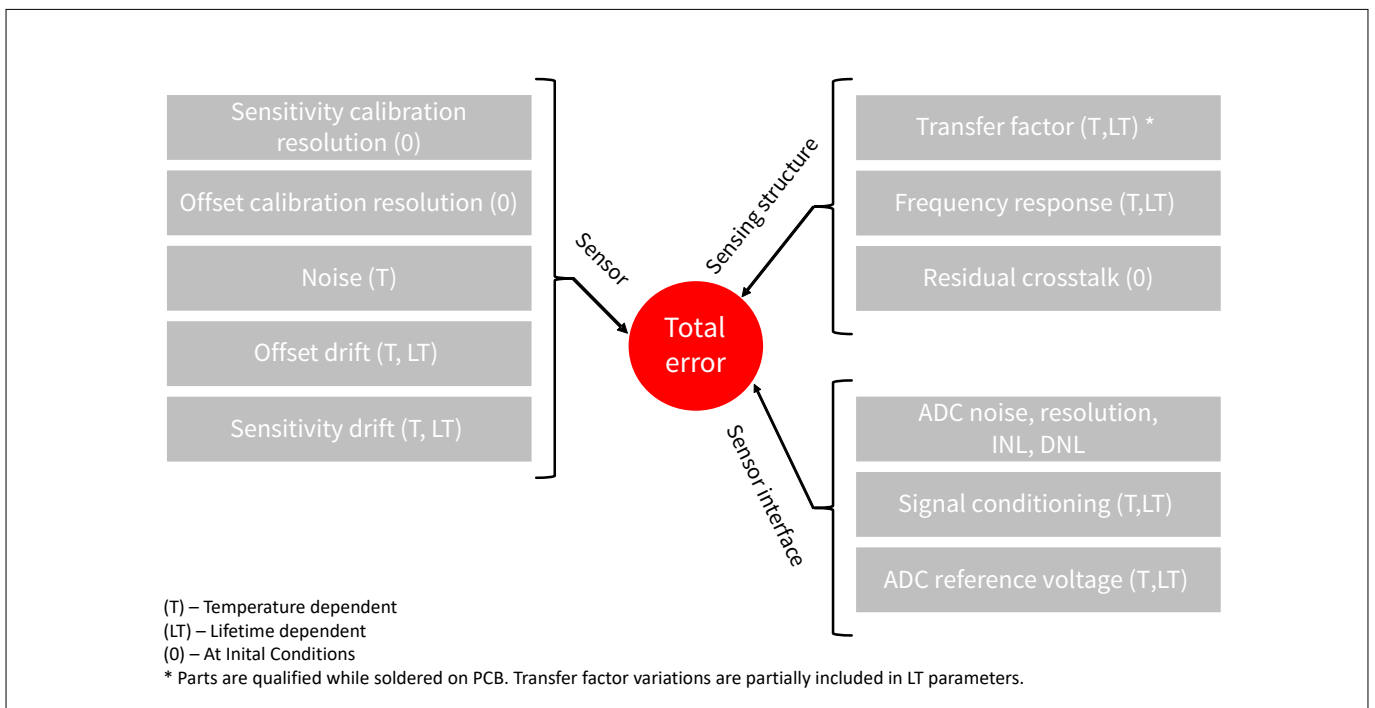 Sensitivity calibration
resolution (0)
Offset calibration resolution (0)
Noise (T)
Offset drift (T, LT)
Sensitivity drift (T, LT)
Sensor
Total
error
Sensing structure
Transfer factor (T,LT) *
Frequency response (T,LT)
Residual crosstalk (0)
Sensor interface
ADC noise, resolution,
INL, DNL
Signal conditioning (T,LT)
ADC reference voltage (T,LT)
(T) – Temperature dependent
(LT) – Lifetime dependent
(0) – At Inital Conditions
* Parts are qualified while soldered on PCB. Transfer factor variations are partially included in LT parameters.